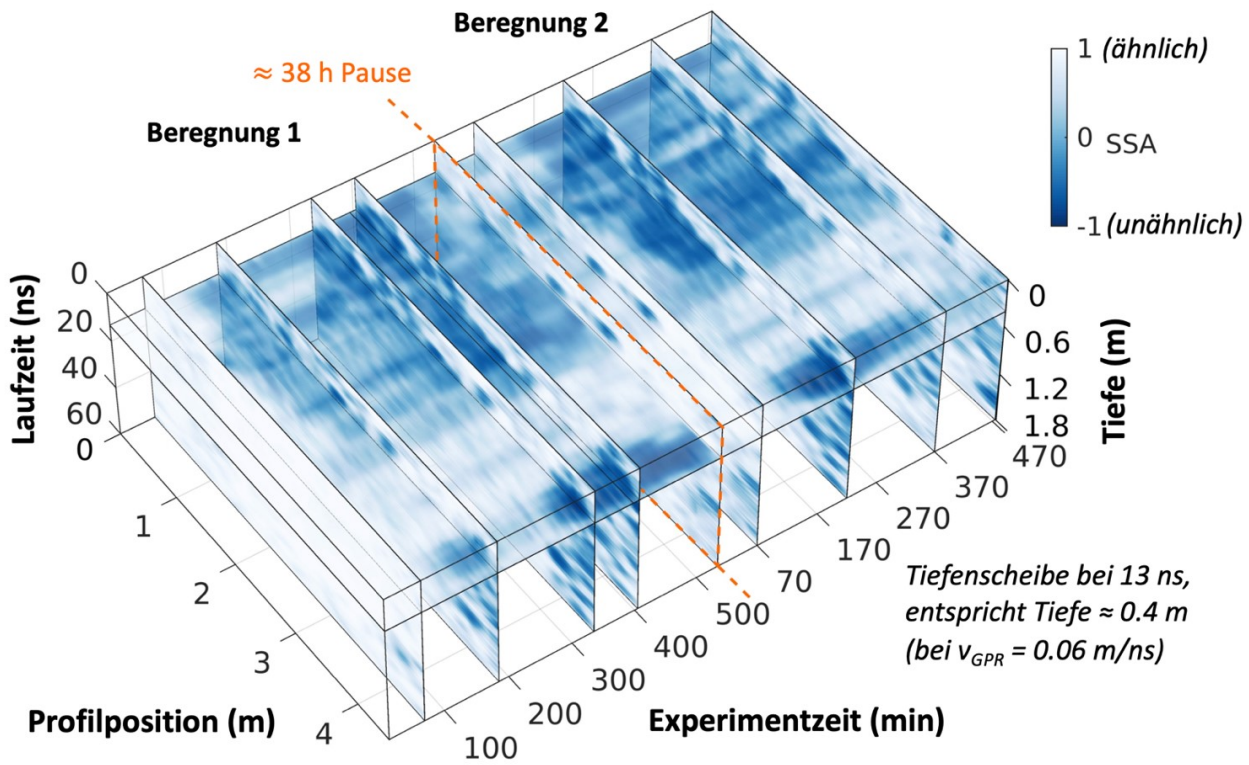 Beregnung 2
≈ 38 h Pause
Beregnung 1
1 (ähnlich)
0 SSA
-1 (unähnlich)
Laufzeit (ns)
0
20
40
60
0
1
2
3
4
Profilposition (m)
100
200
300
400
500
70
170
270
370
470
Experimentzeit (min)
0
0.6
1.2
1.8
Tiefe (m)
Tiefenscheibe bei 13 ns,
entspricht Tiefe ≈ 0.4 m
(bei vGPR = 0.06 m/ns)